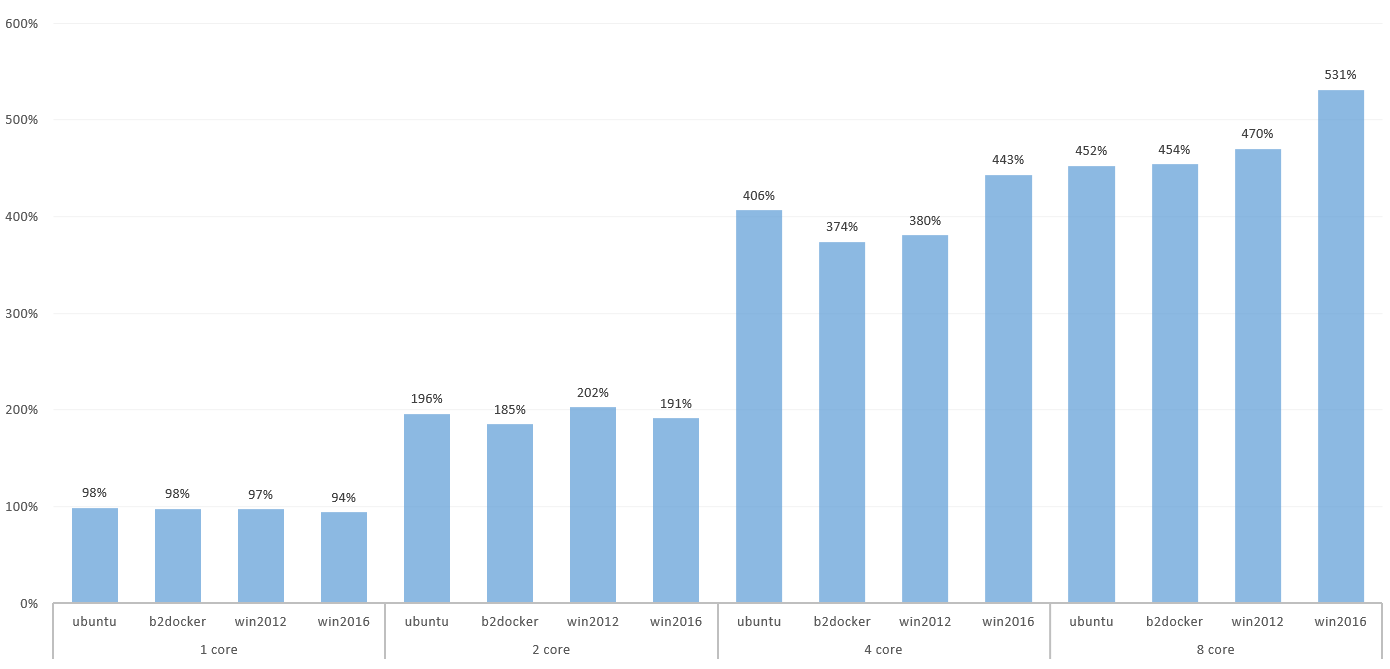 600%
500%
400%
300%
200%
100%
0%
98% 98% 97% 94% 196% 185% 202% 191% 406% 374% 380% 443% 452% 454% 470% 531%
ubuntu b2docker win2012 win2016 ubuntu b2docker win2012 win2016 ubuntu b2docker win2012 win2016 ubuntu b2docker win2012 win2016
1 core 2 core 4 core 8 core